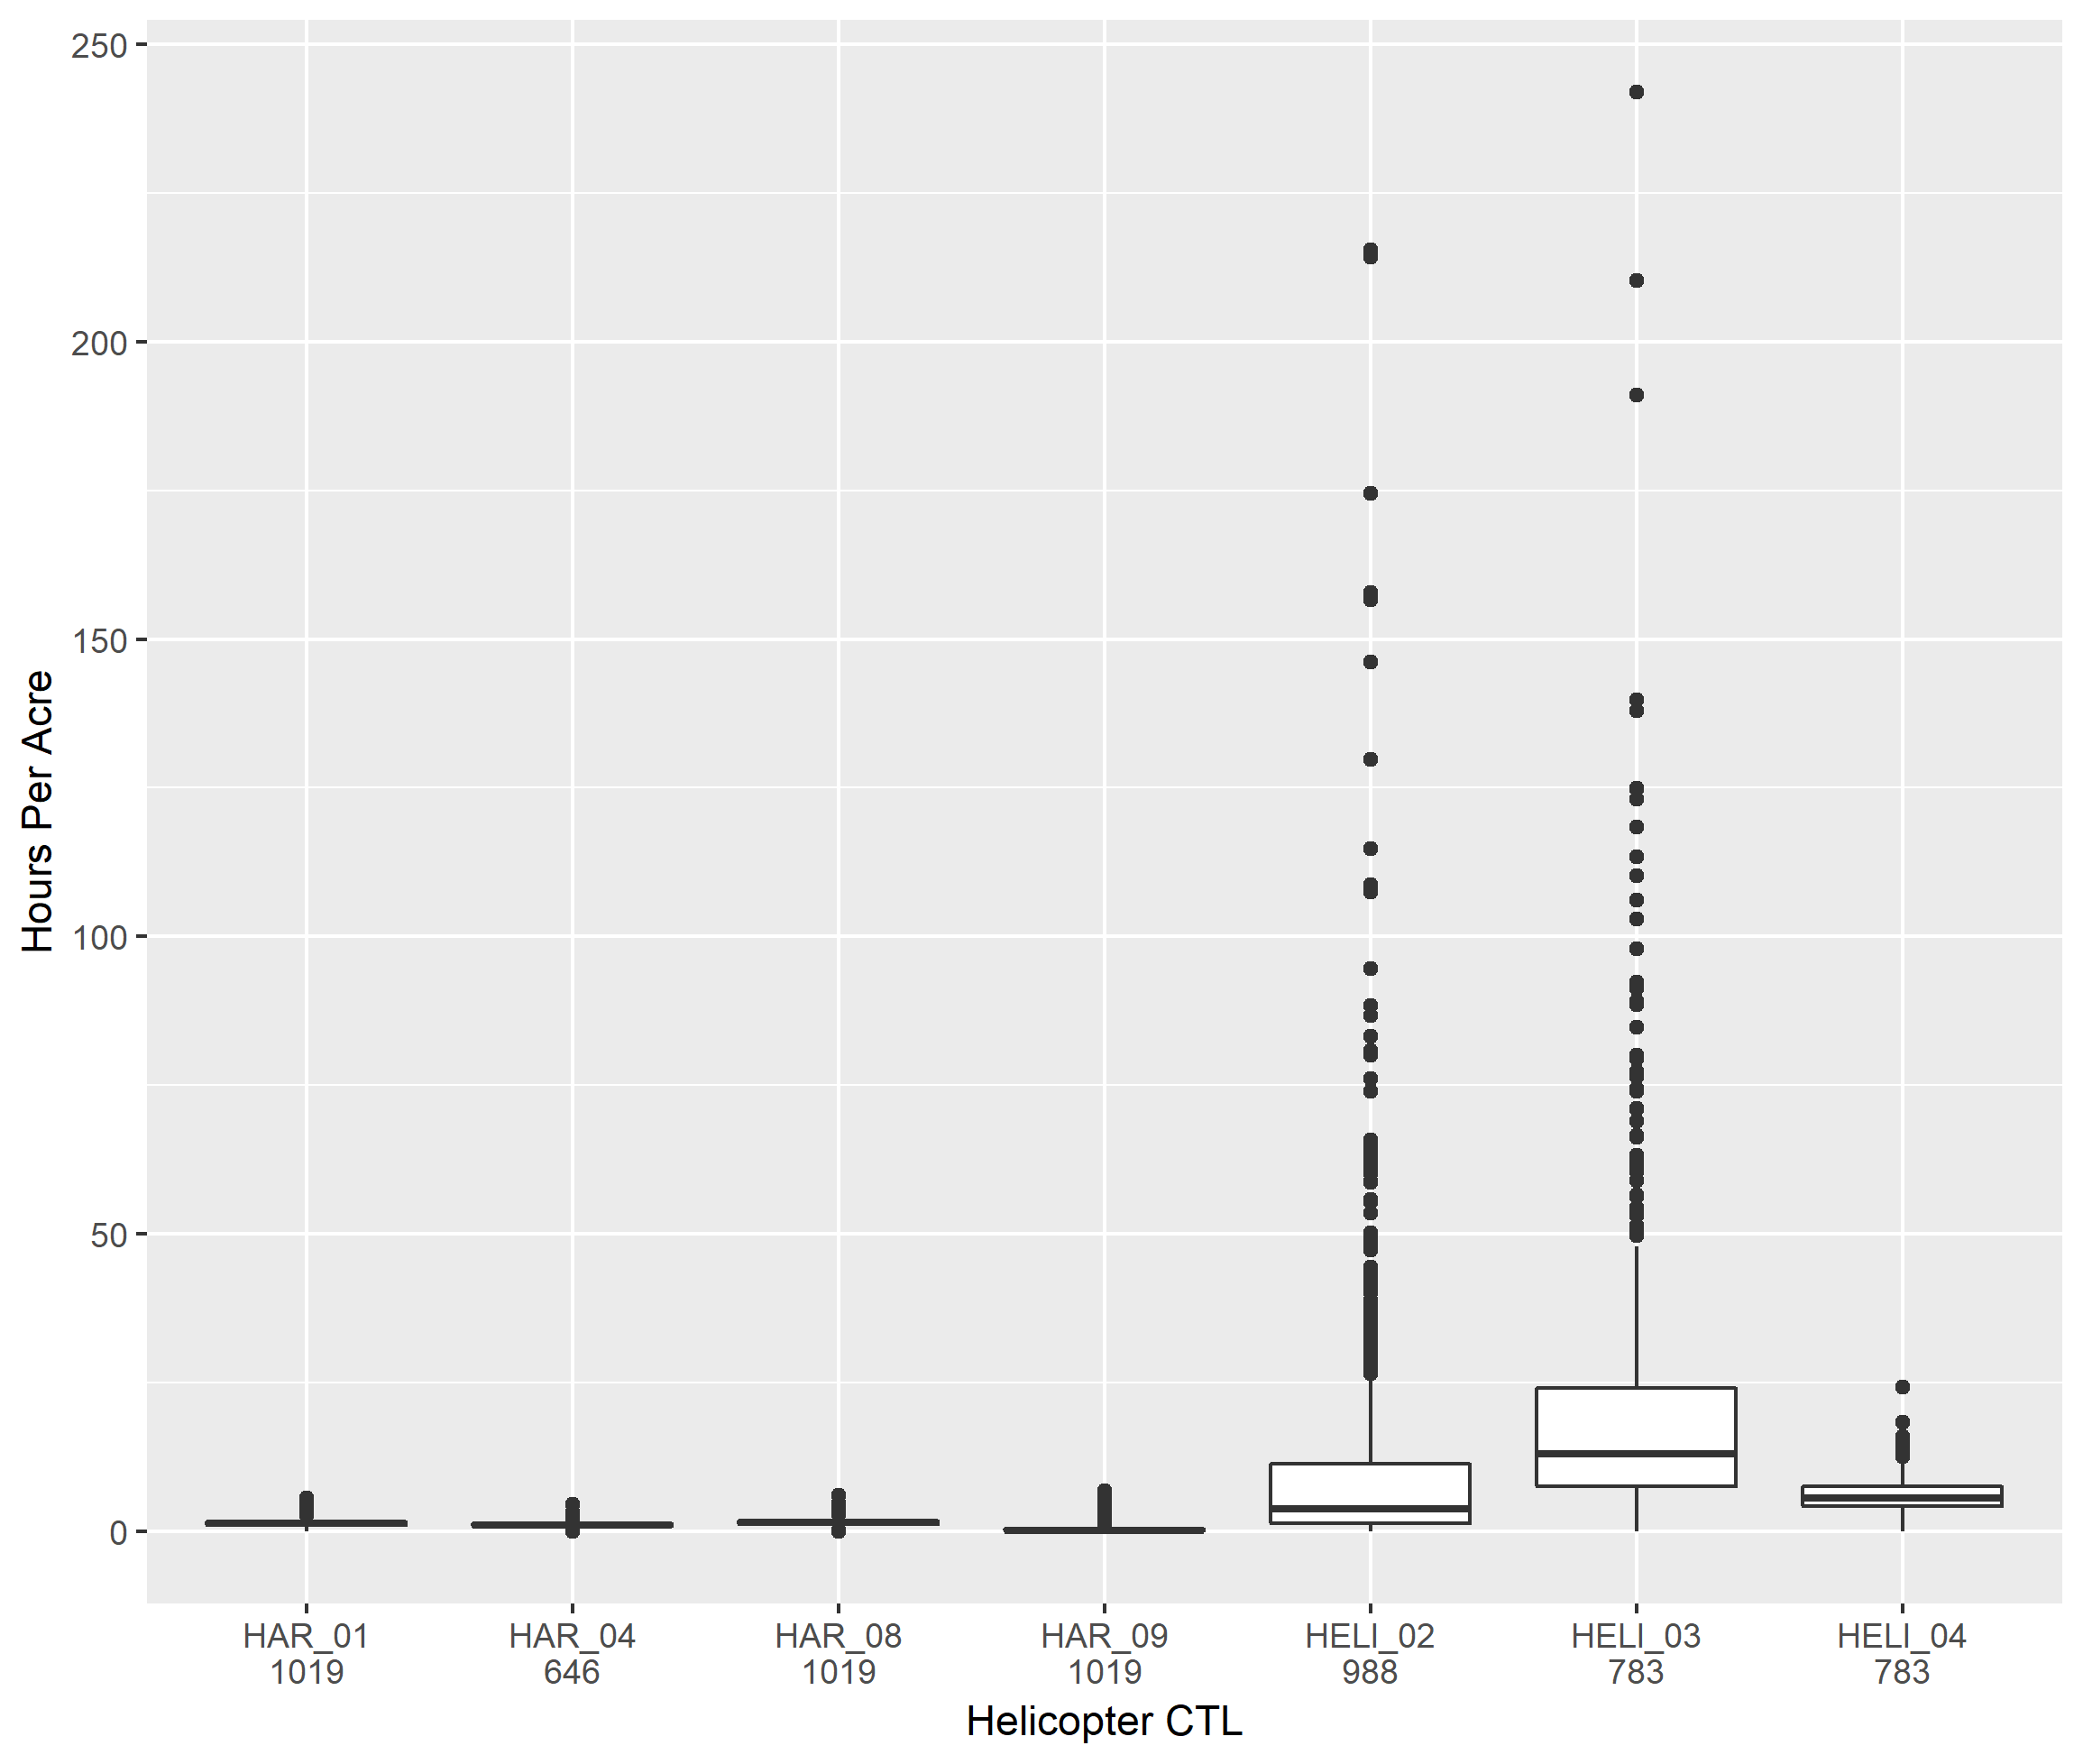 250
200
150
100
50
0
Hours Per Acre
HAR_01 HAR_04 HAR_08 HAR_09 HELI_02 HELI_03 HELI_04
1019 646 1019 1019 988 783 783
Helicopter CTL